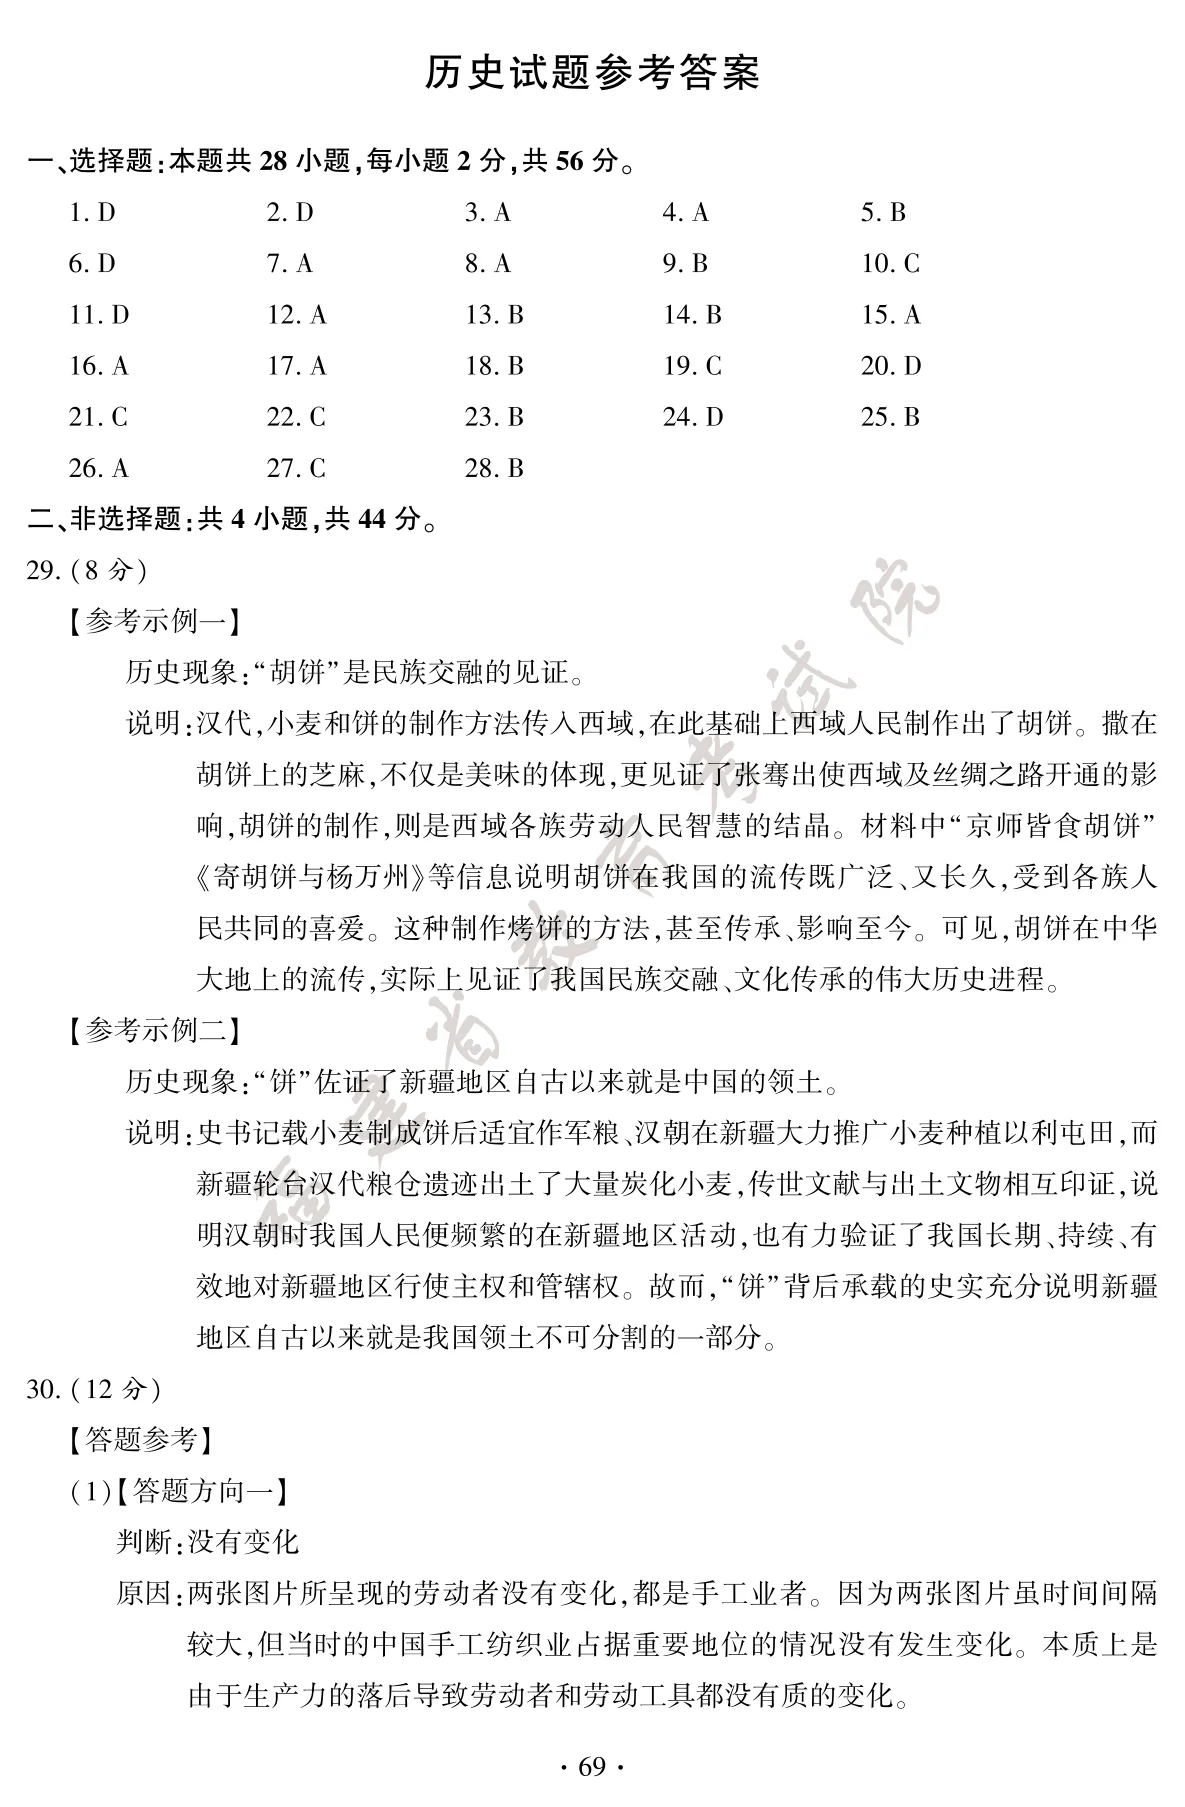 历史试题参考答案
一、选择题:本题共 28 小题,每小题 2 分,共 56 分。
1. D 2. D 3. A 4. A 5. B
6. D 7. A 8. A 9. B 10. C
11. D 12. A 13. B 14. B 15. A
16. A 17. A 18. B 19. C 20. D
21. C 22. C 23. B 24. D 25. B
26. A 27. C 28. B
二、非选择题:共 4 小题,共 44 分。
29. (8 分)
【参考示例一】
历史现象:“胡饼”是民族交融的见证。
说明:汉代,小麦和饼的制作方法传入西域,在此基础上西域人民制作出了胡饼。撒在
胡饼上的芝麻,不仅是美味的体现,更见证了张骞出使西域及丝绸之路开通的影
响,胡饼的制作,则是西域各族劳动人民智慧的结晶。材料中“京师皆食胡饼”
《寄胡饼与杨万州》等信息说明胡饼在我国的流传既广泛、又长久,受到各族人
民共同的喜爱。这种制作烤饼的方法,甚至传承、影响至今。可见,胡饼在中华
大地上的流传,实际上见证了我国民族交融、文化传承的伟大历史进程。
【参考示例二】
历史现象:“饼”佐证了新疆地区自古以来就是中国的领土。
说明:史书记载小麦制成饼后适宜作军粮、汉朝在新疆大力推广小麦种植以利屯田,而
新疆轮台汉代粮仓遗迹出土了大量炭化小麦,传世文献与出土文物相互印证,说
明汉朝时我国人民便频繁的在新疆地区活动,也有力验证了我国长期、持续、有
效地对新疆地区行使主权和管辖权。故而,“饼”背后承载的史实充分说明新疆
地区自古以来就是我国领土不可分割的一部分。
30. (12 分)
【答题参考】
(1)【答题方向一】
判断:没有变化
原因:两张图片所呈现的劳动者没有变化,都是手工业者。因为两张图片虽时间间隔
较大,但当时的中国手工纺织业占据重要地位的情况没有发生变化。本质上是
由于生产力的落后导致劳动者和劳动工具都没有质的变化。
· 69 ·
福建省教育考试院